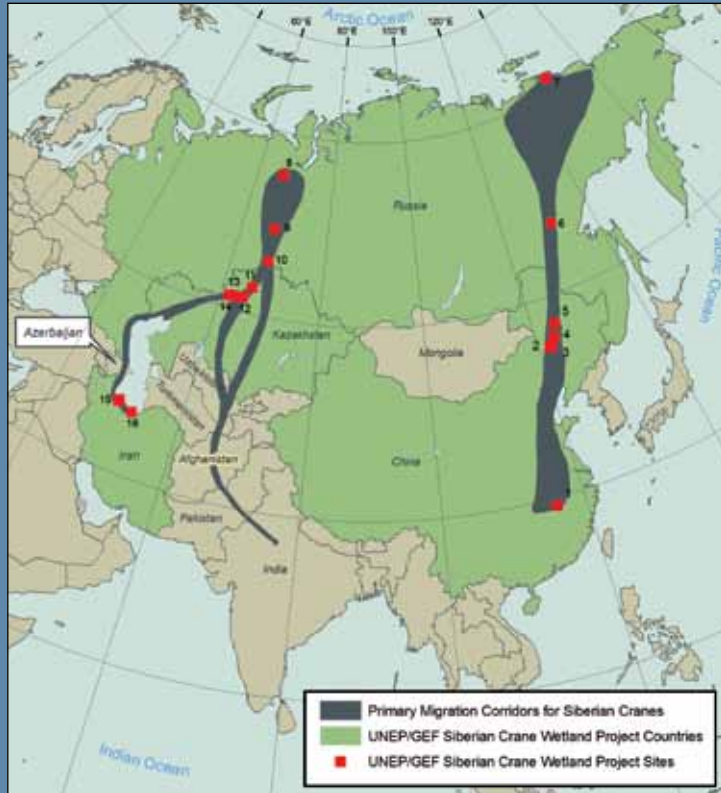 Arctic Ocean
60°E
80°E
100°E
120°E
7
8
Russia
6
9
10
11
13
14
12
5
4
2
3
Kazakhstan
Mongolia
Azerbaijan
Pacific Ocean
15
16
Iran
Afghanistan
China
1
Pakistan
India
Indian Ocean
Primary Migration Corridors for Siberian Cranes
UNEP/GEF Siberian Crane Wetland Project Countries
UNEP/GEF Siberian Crane Wetland Project Sites